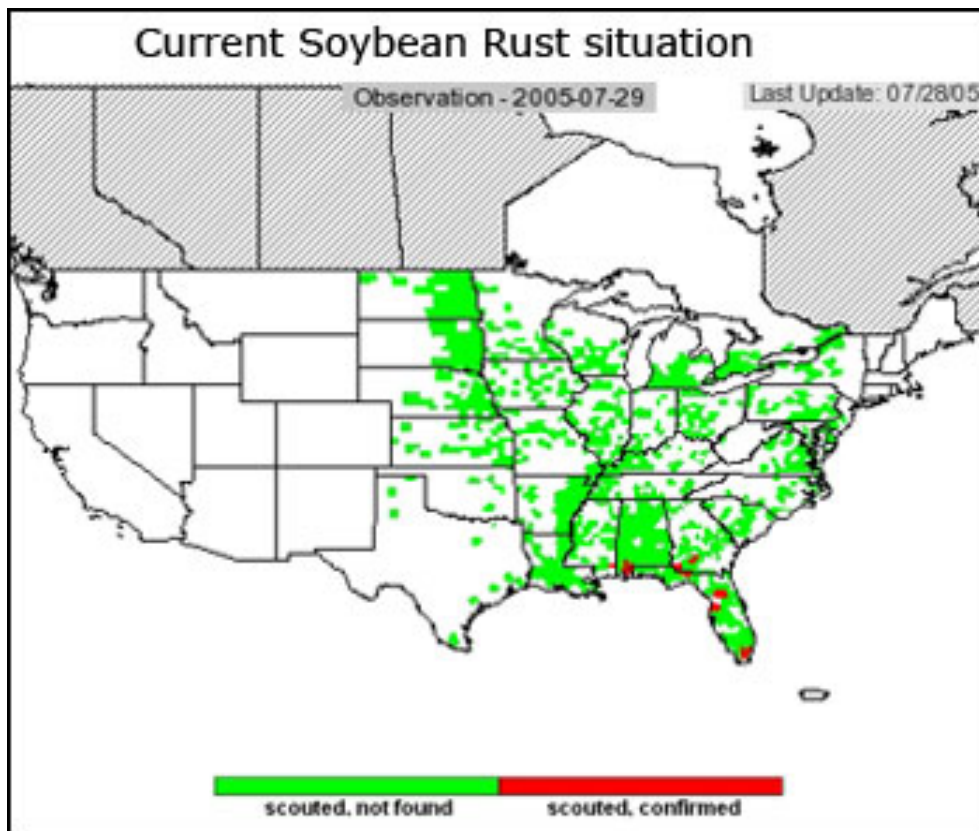 Current Soybean Rust situation
Observation - 2005-07-29
Last Update: 07/28/05
scouted, not found
scouted, confirmed